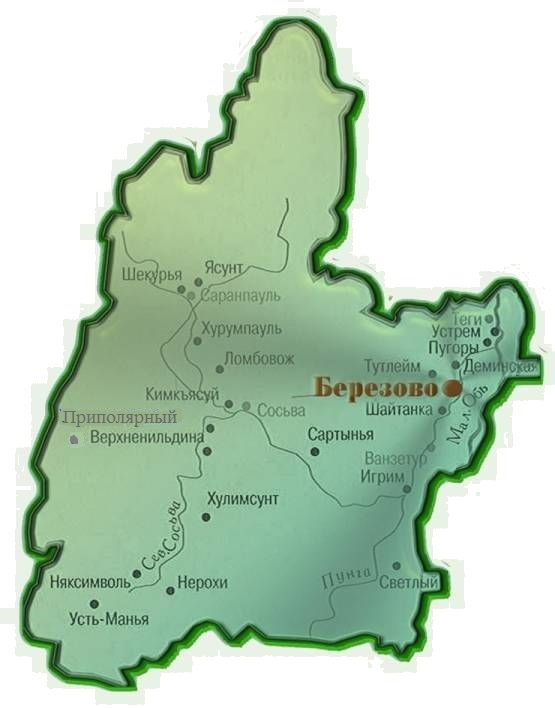 Ясунт
Шекурья
Саранпауль
Теги
Устрем
Хурумпауль
Пугоры
Ломбовож
Тутлейм
Деминская
Березово
Кимкъясуй
Сосьва
Шайтанка
Мал. Обь
Приполярный
Верхненильдина
Сартынья
Ванзетур
Игрим
Хулимсунт
Сев. Сосьва
Няксимволь
Нерохи
Пунга
Светлый
Усть-Манья